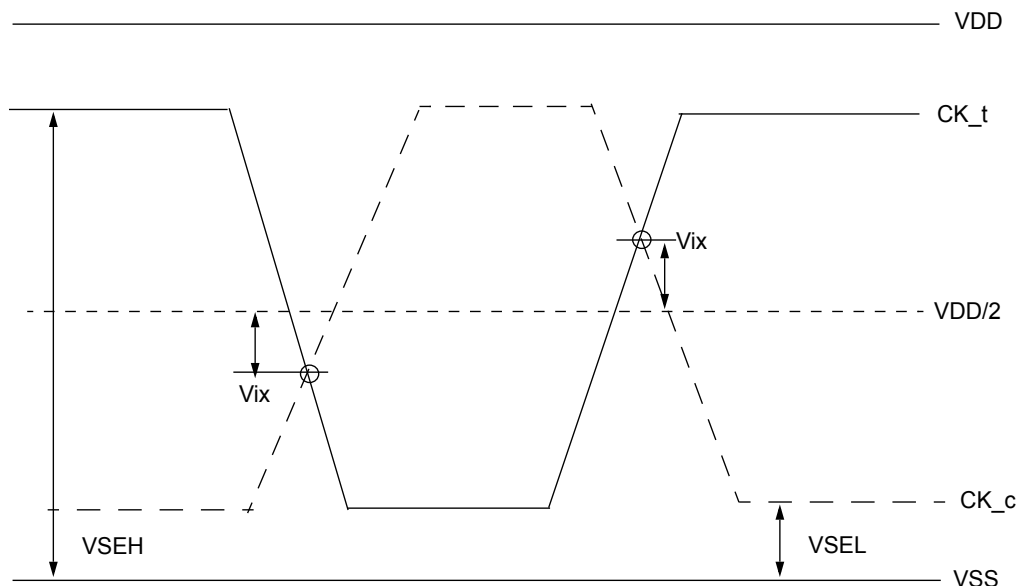 VDD
CK_t
Vix
VDD/2
Vix
CK_c
VSEH
VSEL
VSS